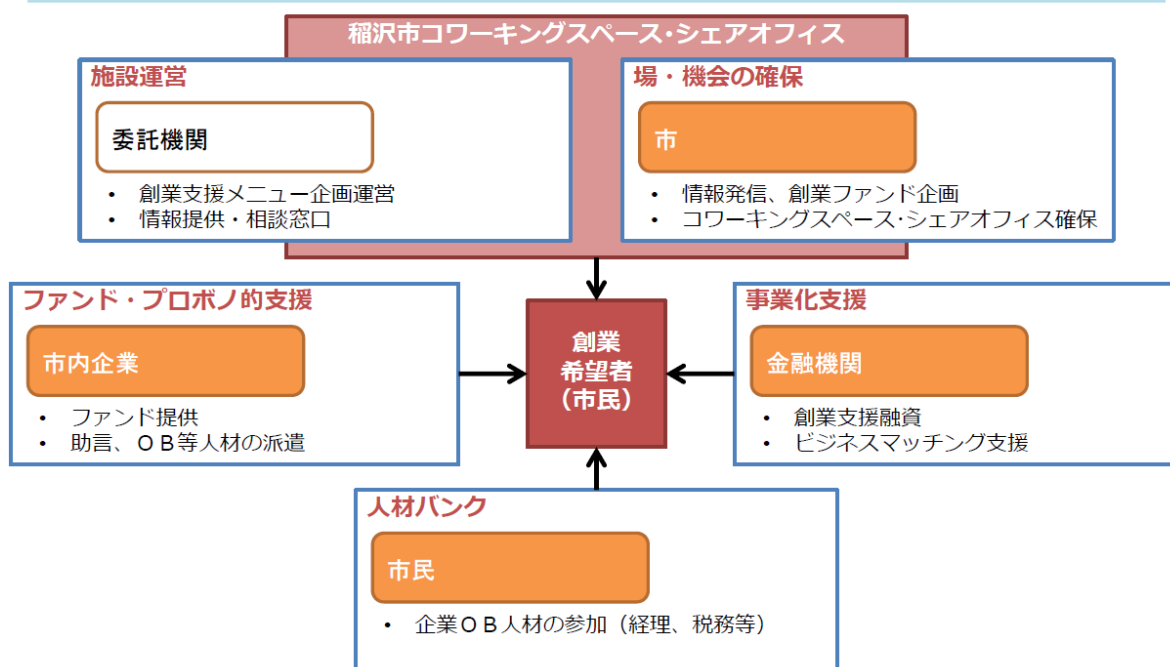 稲沢市コワーキングスペース・シェアオフィス
施設運営
委託機関
• 創業支援メニュー企画運営
• 情報提供・相談窓口
場・機会の確保
市
• 情報発信、創業ファンド企画
• コワーキングスペース・シェアオフィス確保
ファンド・プロボノ的支援
市内企業
• ファンド提供
• 助言、ＯＢ等人材の派遣
創業
希望者
（市民）
事業化支援
金融機関
• 創業支援融資
• ビジネスマッチング支援
人材バンク
市民
• 企業ＯＢ人材の参加（経理、税務等）